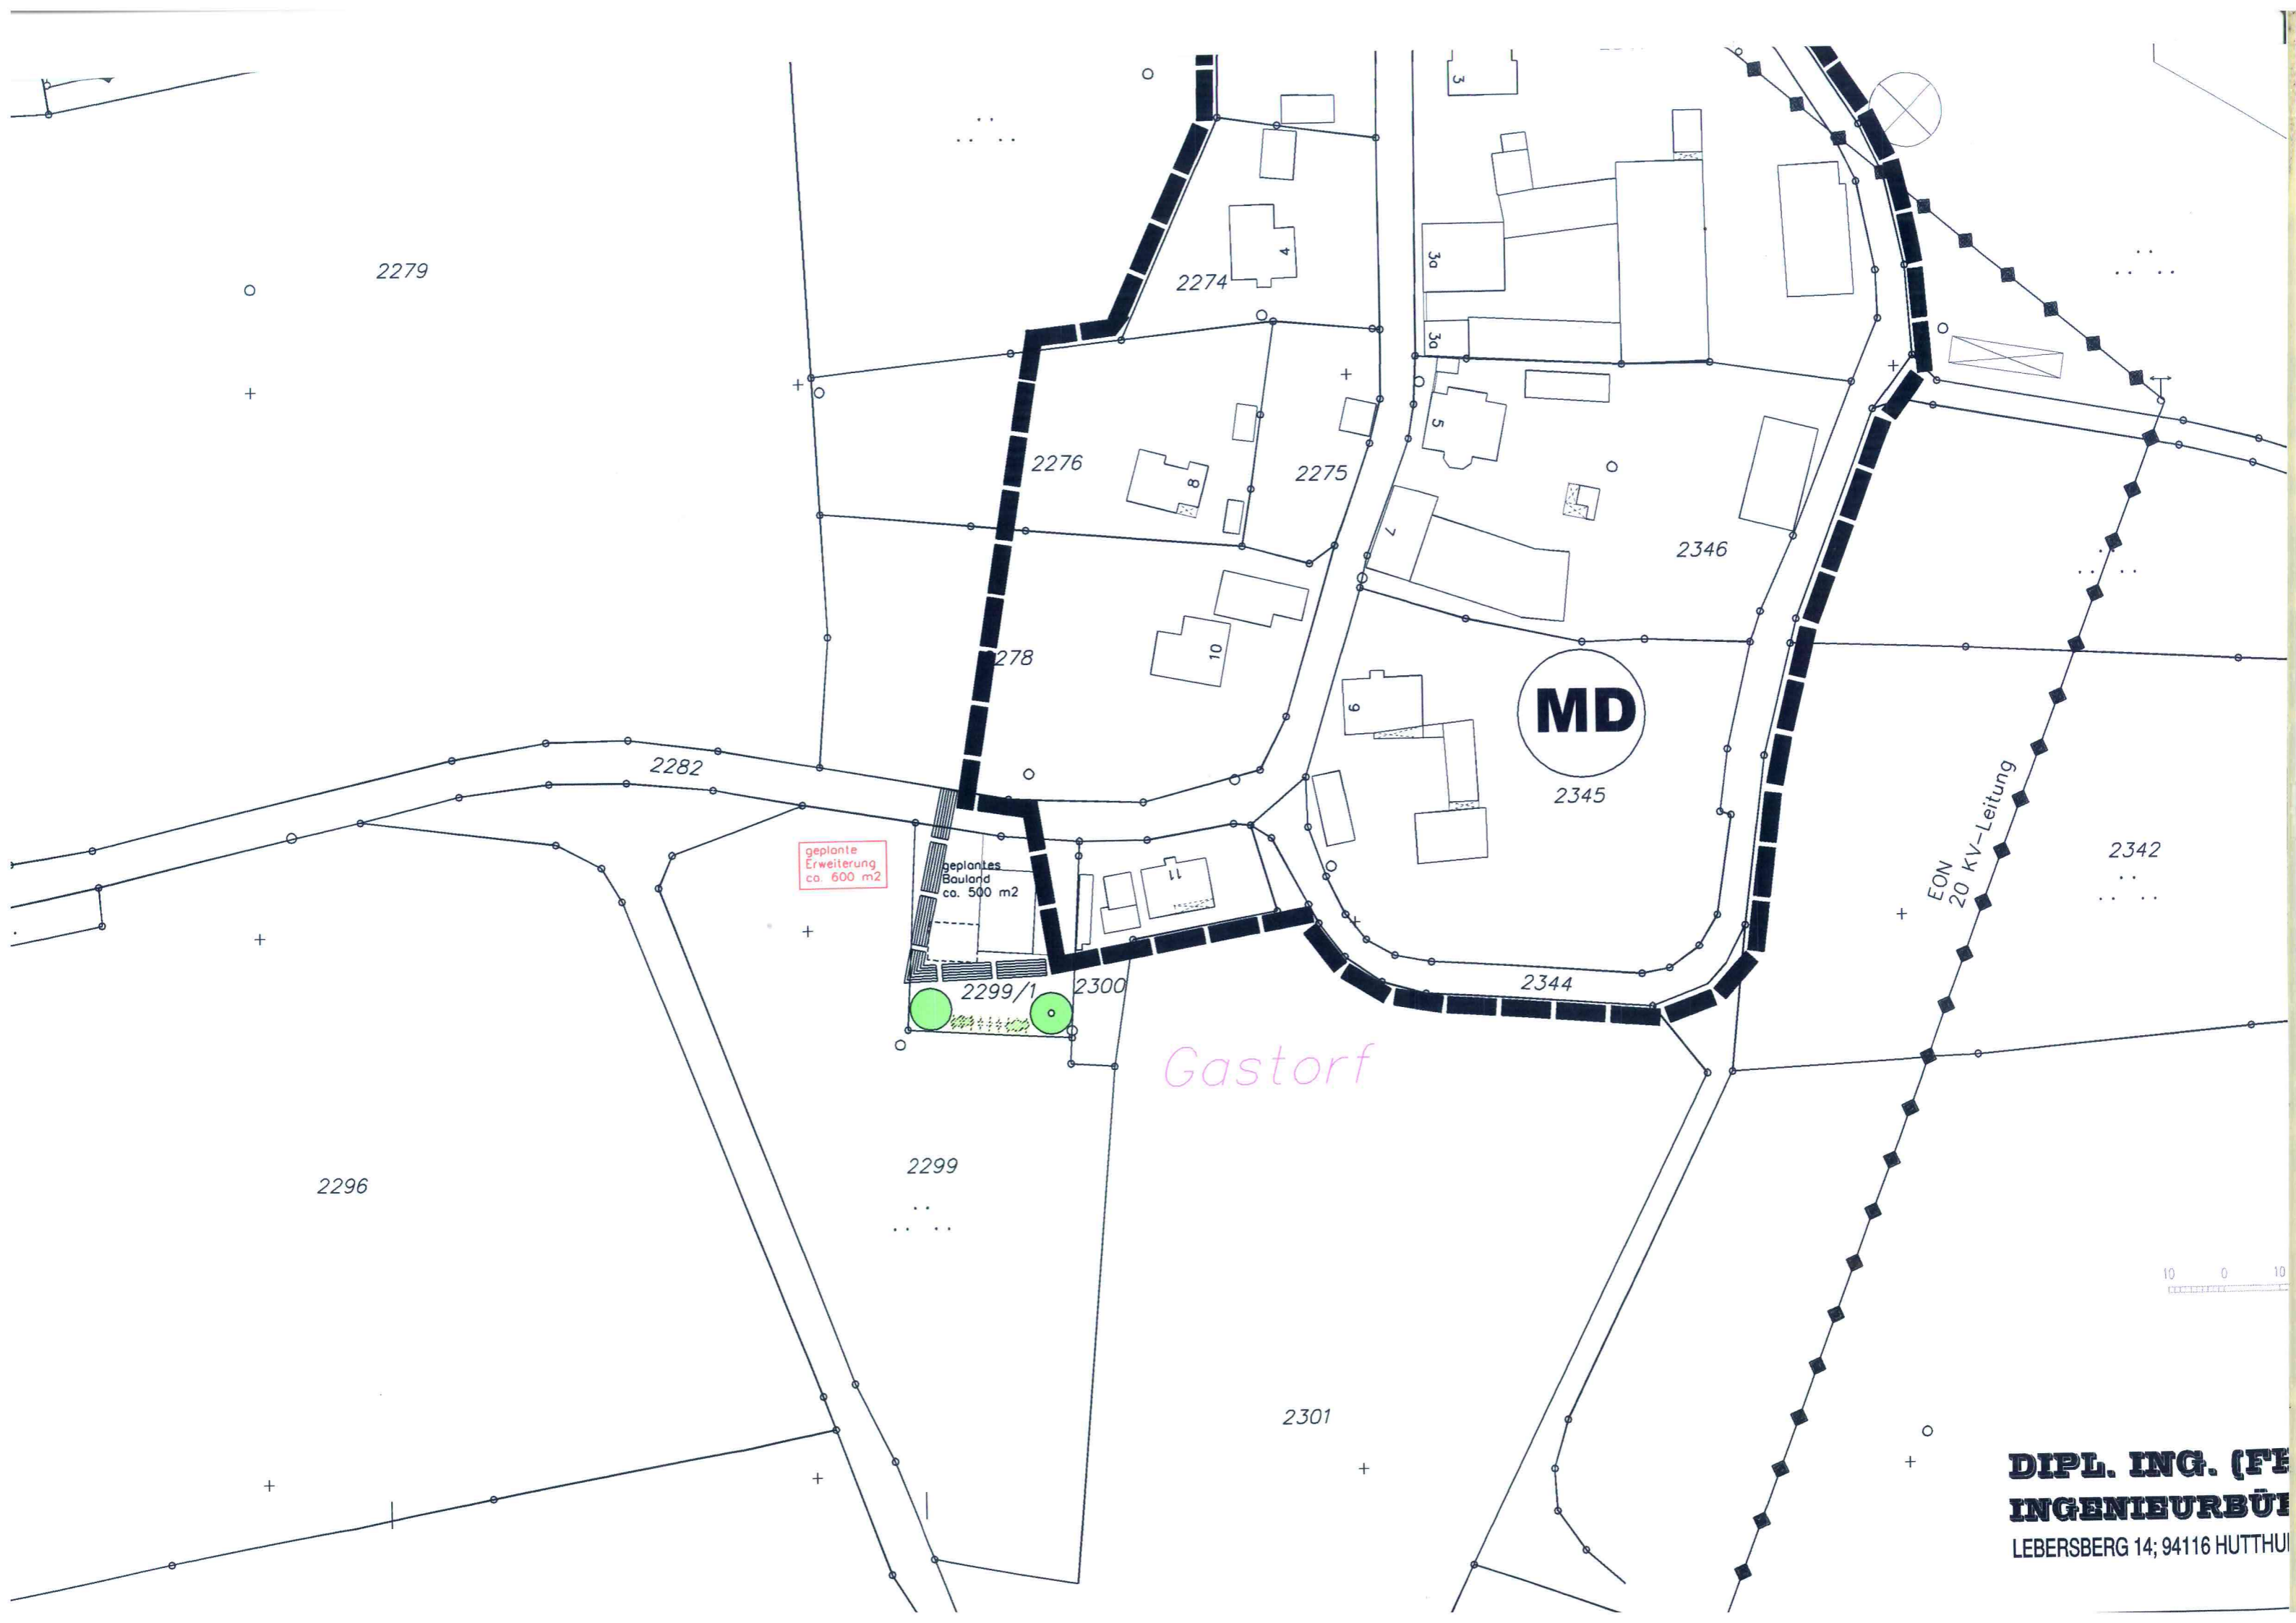 3
2279
4
2274
3a
3a
5
2276
8
2275
7
2346
278
10
9
MD
2282
2345
EON
20 KV-Leitung
2342
geplante
Erweiterung
ca. 600 m2
geplantes
Bauland
ca. 500 m2
11
2299/1
2300
2344
Gastorf
2299
2296
10 0 10
2301
DIPL. ING. (FH
INGENIEURBÜR
LEBERSBERG 14; 94116 HUTTHU